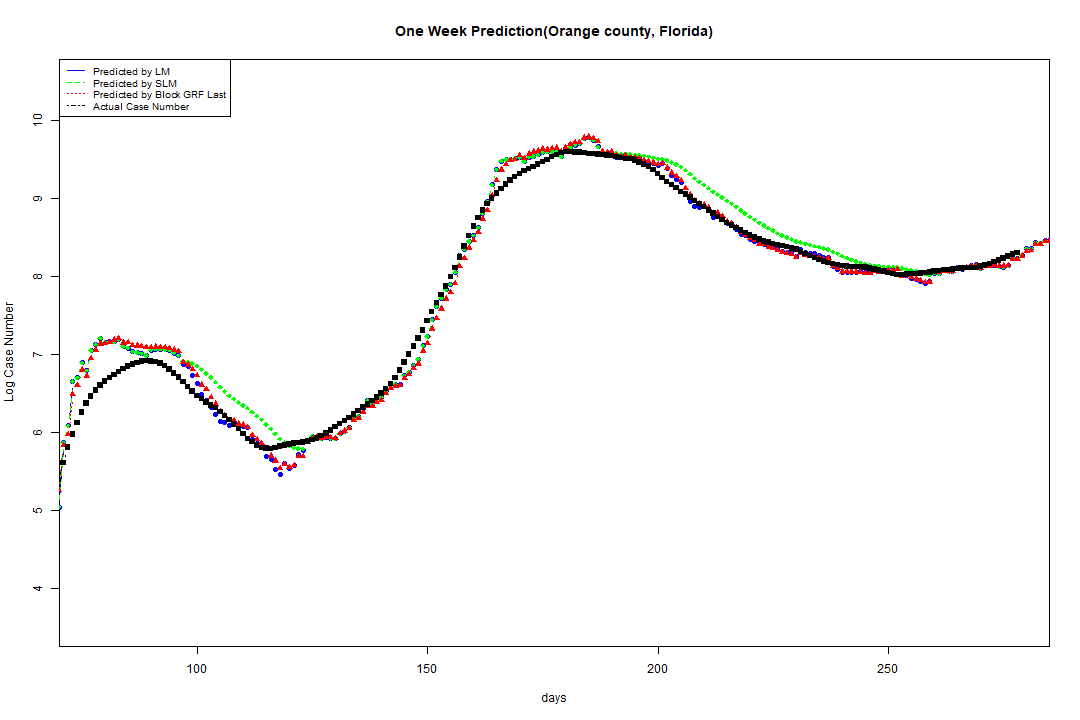 One Week Prediction(Orange county, Florida)
Predicted by LM
Predicted by SLM
Predicted by Block GRF Last
Actual Case Number
10
9
8
7
6
5
4
Log Case Number
100 150 200 250
days